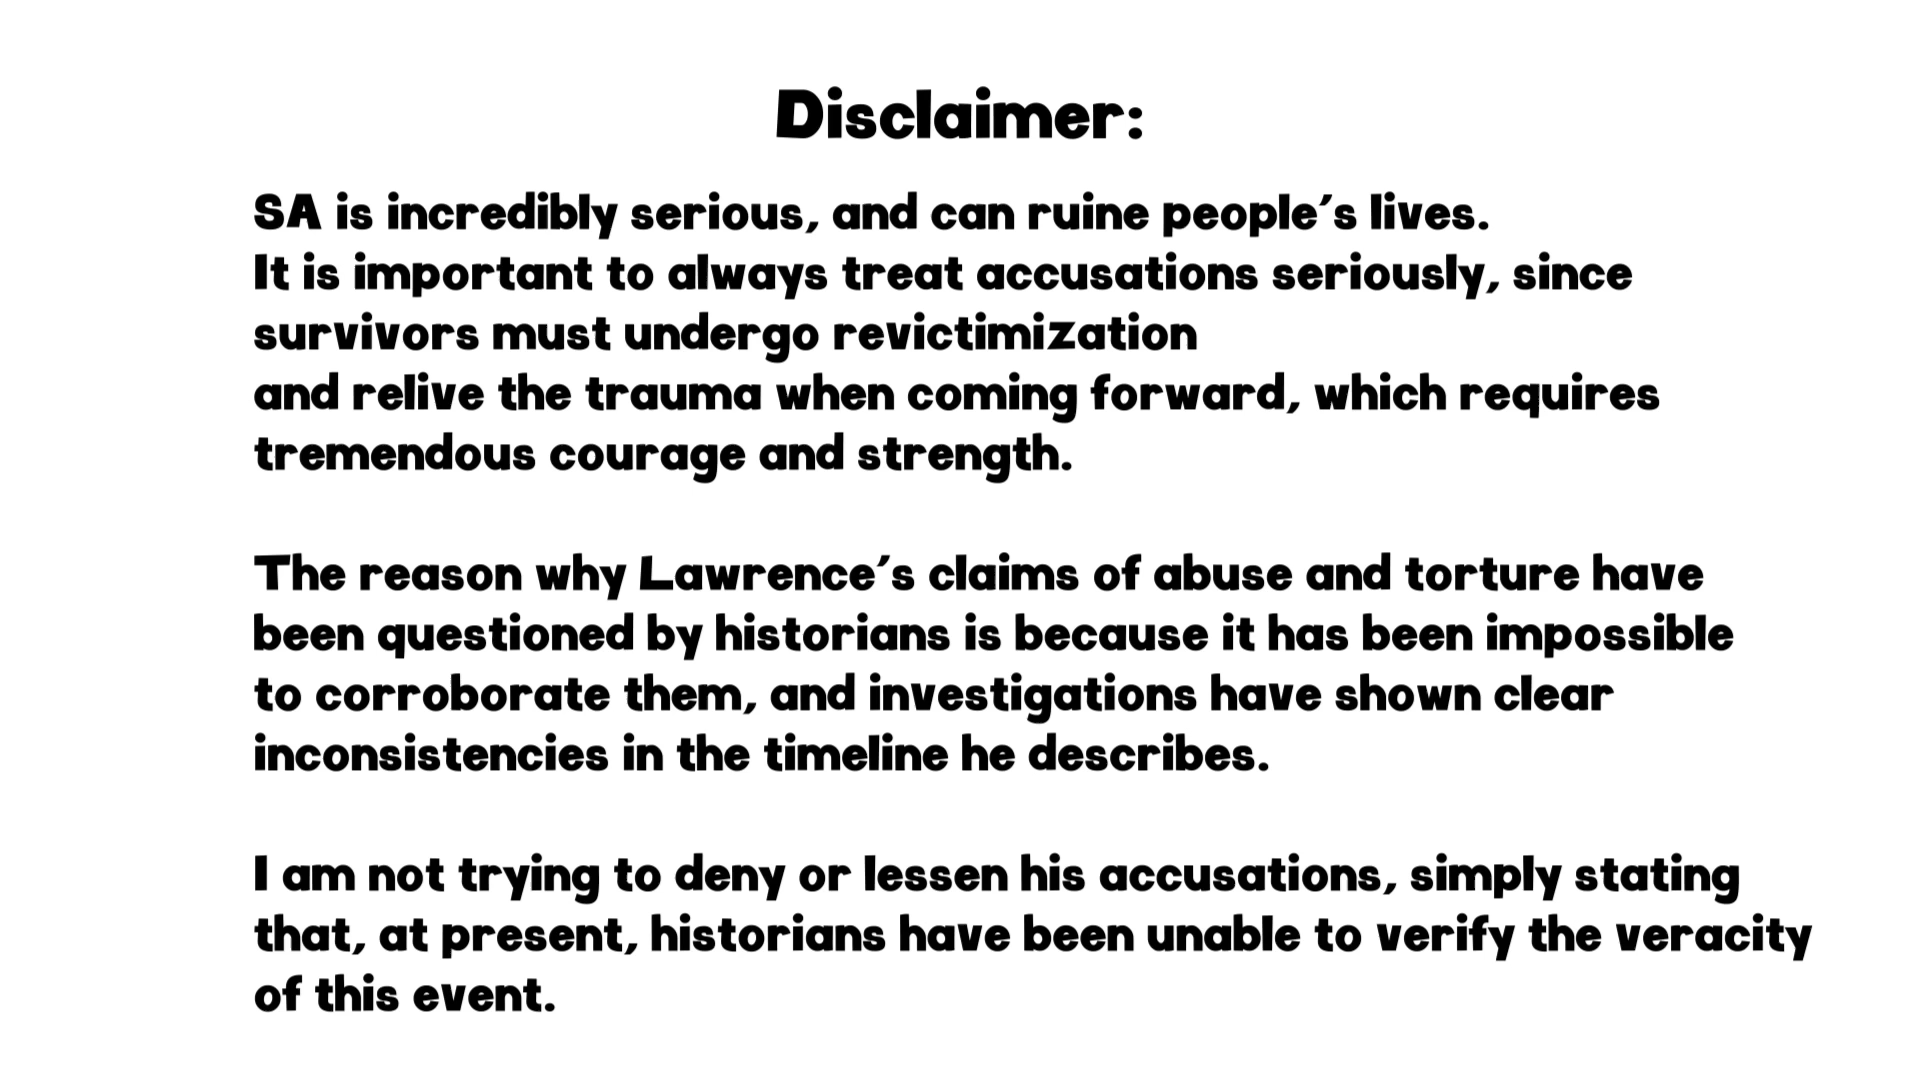 Disclaimer:
SA is incredibly serious, and can ruine people's lives.
It is important to always treat accusations seriously, since
survivors must undergo revictimization
and relive the trauma when coming forward, which requires
tremendous courage and strength.
The reason why Lawrence's claims of abuse and torture have
been questioned by historians is because it has been impossible
to corroborate them, and investigations have shown clear
inconsistencies in the timeline he describes.
I am not trying to deny or lessen his accusations, simply stating
that, at present, historians have been unable to verify the veracity
of this event.